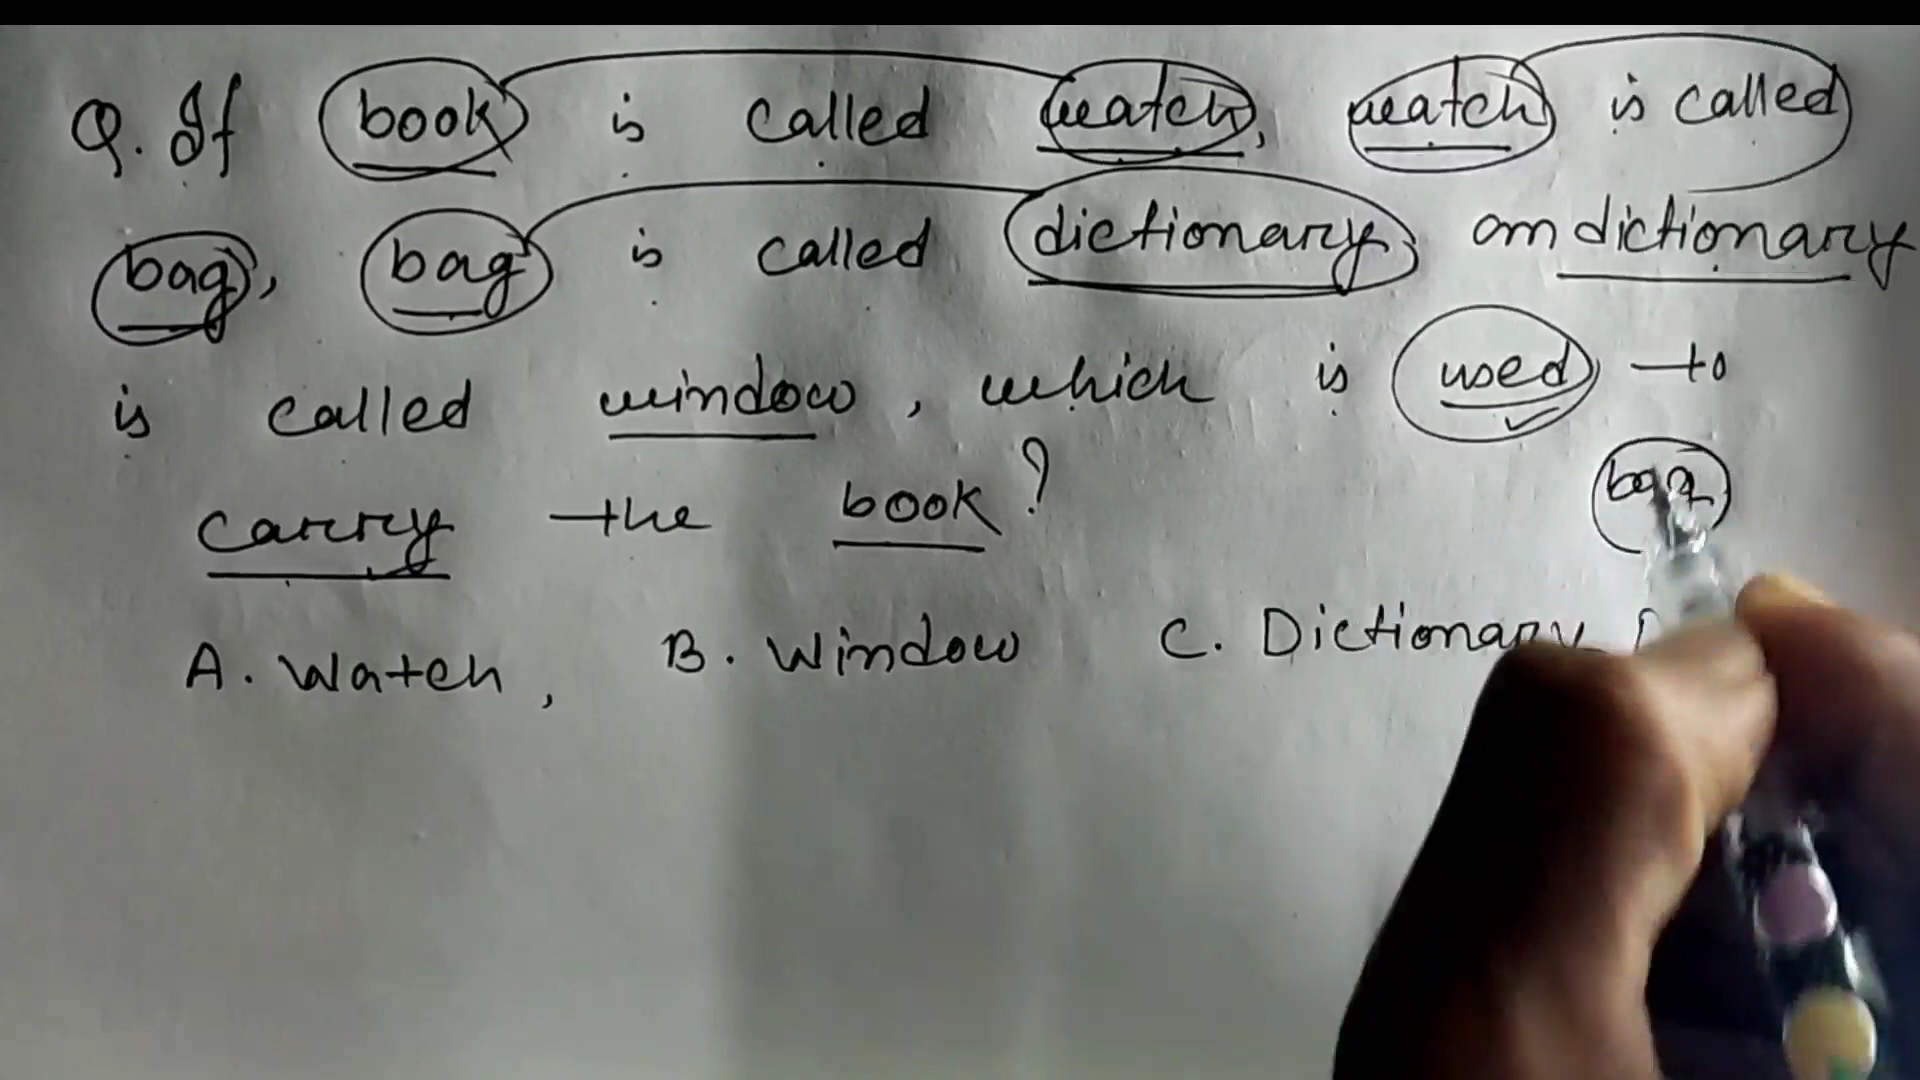 Q. If book is called watch, watch is called
bag, bag is called dictionary, an dictionary
is called window, which is used to
carry the book?
bag
A. Watch, B. Window C. Dictionary